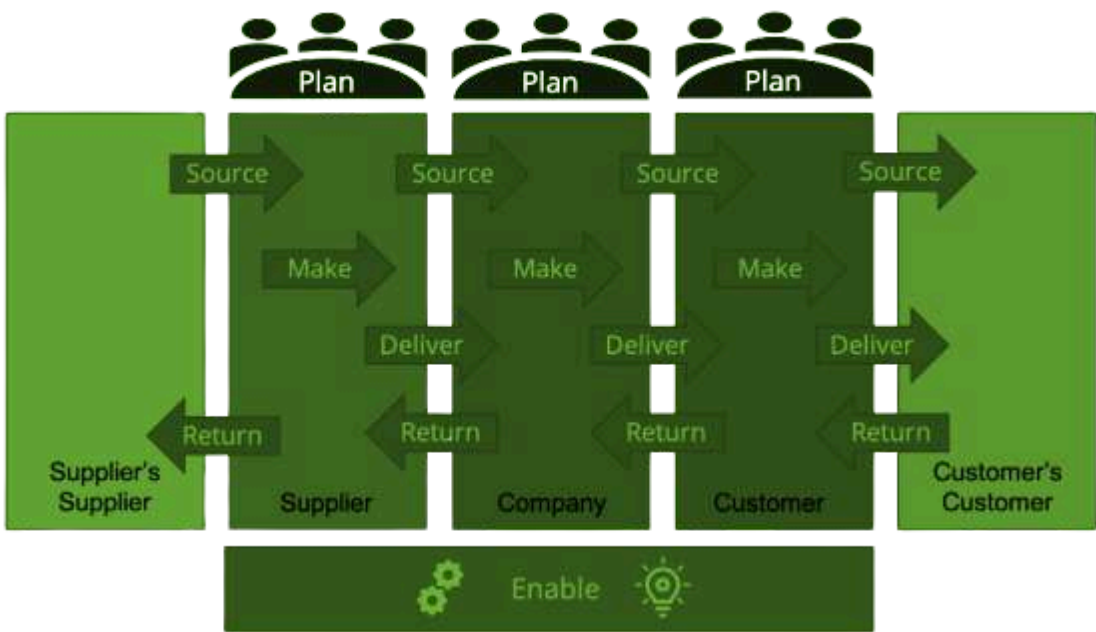 Plan Plan Plan
Source Source Source Source
Make Make Make
Deliver Deliver Deliver
Return Return Return Return
Supplier's
Supplier
Supplier
Company
Customer
Customer's
Customer
Enable